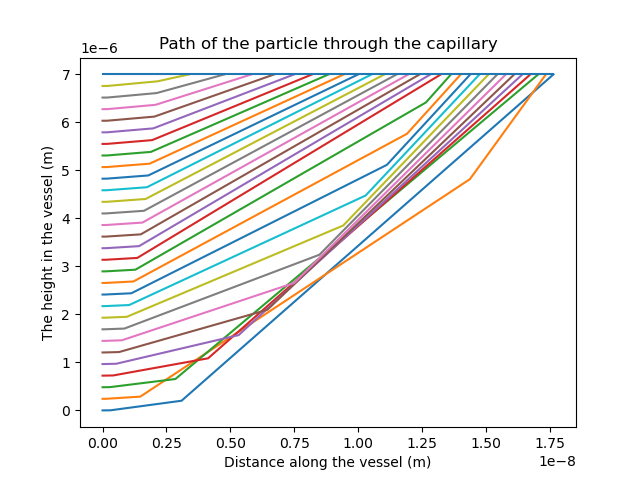 Path of the particle through the capillary
1e−6
7
6
5
4
3
2
1
0
The height in the vessel (m)
0.00 0.25 0.50 0.75 1.00 1.25 1.50 1.75
1e−8
Distance along the vessel (m)